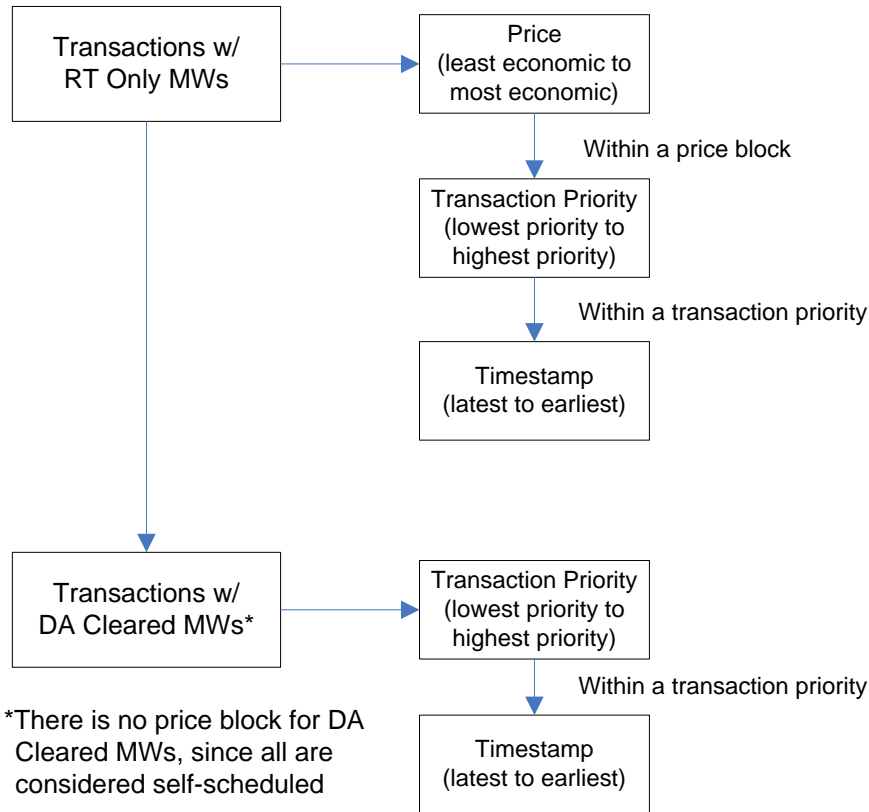 Transactions w/
RT Only MWs
Price
(least economic to
most economic)
Within a price block
Transaction Priority
(lowest priority to
highest priority)
Within a transaction priority
Timestamp
(latest to earliest)
Transactions w/
DA Cleared MWs*
Transaction Priority
(lowest priority to
highest priority)
Within a transaction priority
Timestamp
(latest to earliest)
*There is no price block for DA
Cleared MWs, since all are
considered self-scheduled